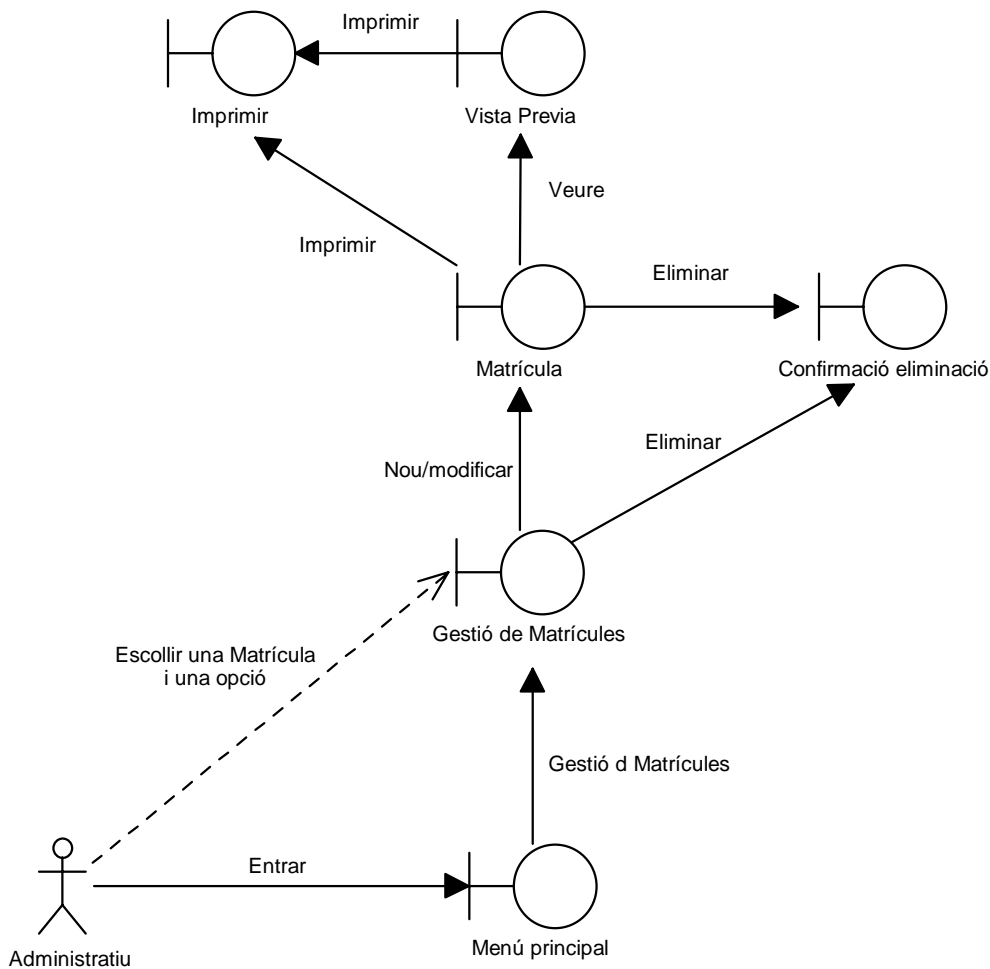 Imprimir
Imprimir
Vista Previa
Veure
Imprimir
Eliminar
Matrícula
Confirmació eliminació
Eliminar
Nou/modificar
Gestió de Matrícules
Escollir una Matrícula
i una opció
Gestió d Matrícules
Entrar
Menú principal
Administratiu